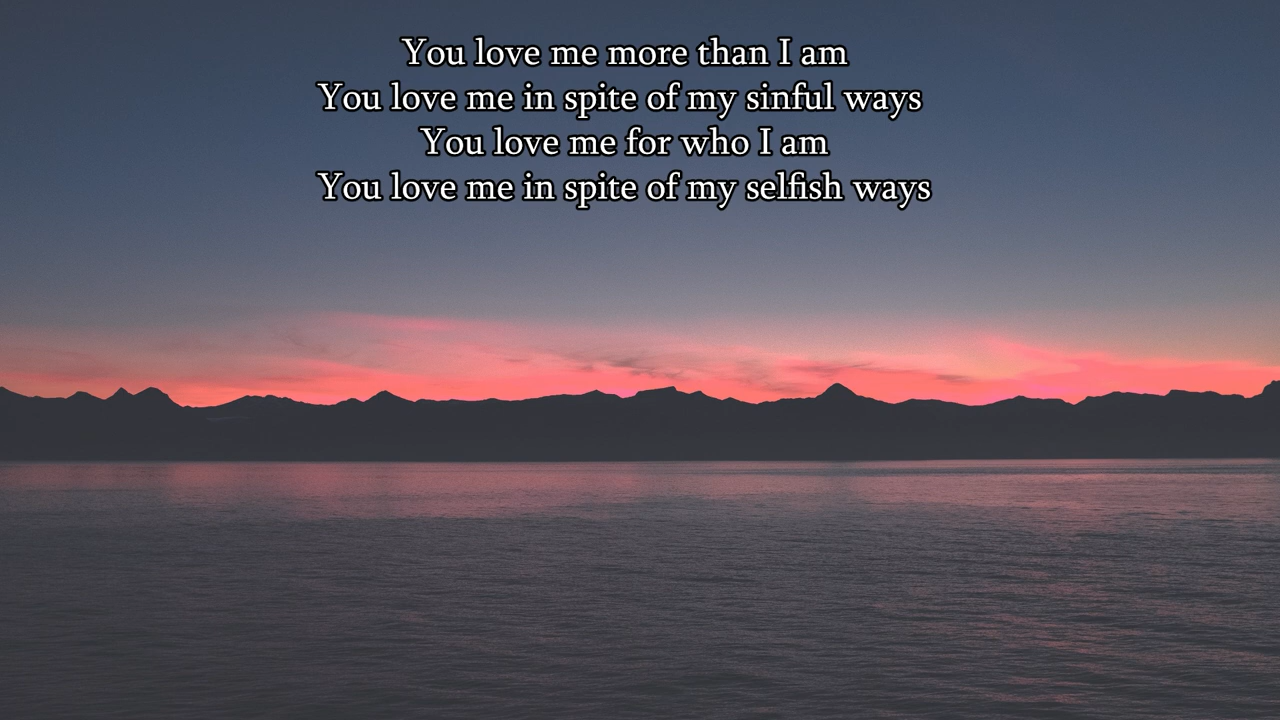 You love me more than I am
You love me in spite of my sinful ways
You love me for who I am
You love me in spite of my selfish ways